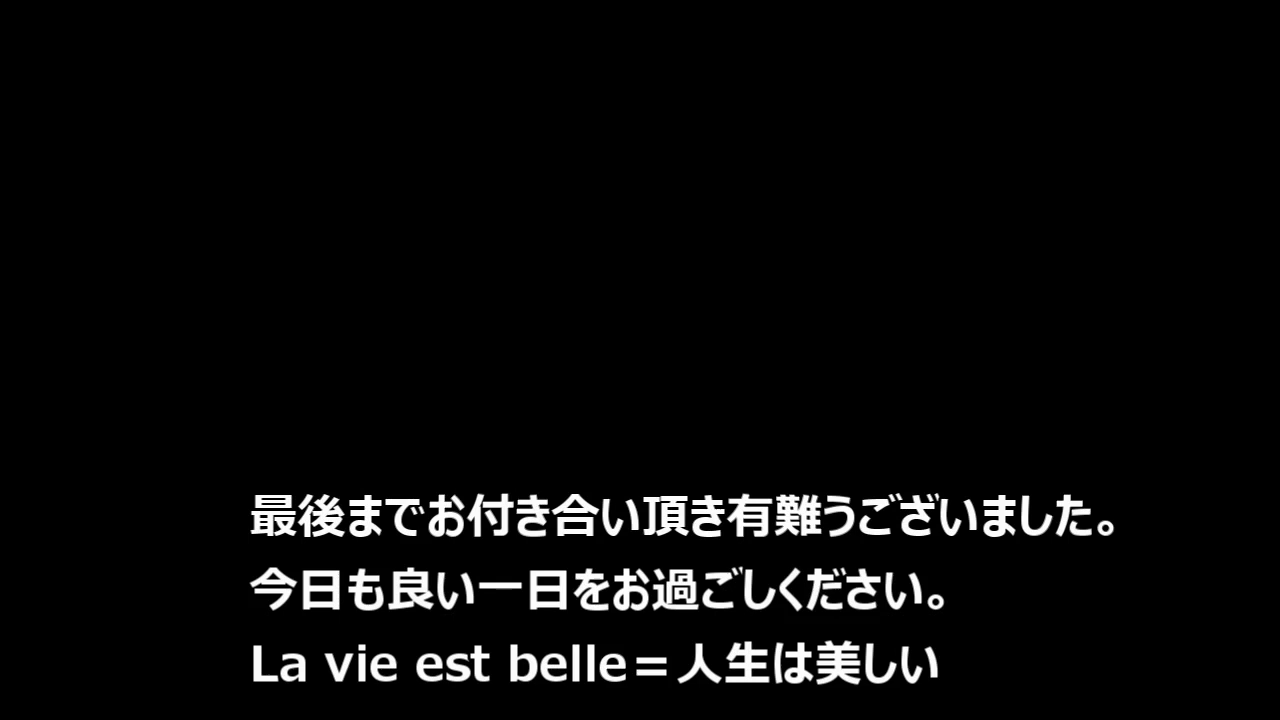 最後までお付き合い頂き有難うございました。
今日も良い一日をお過ごしください。
La vie est belle＝人生は美しい